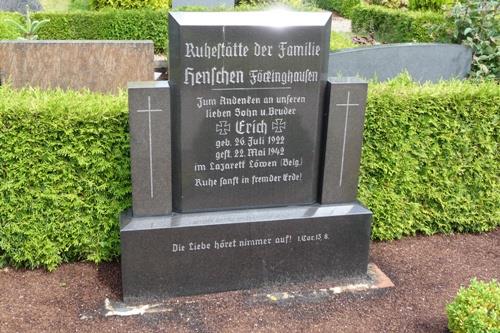 Ruhestätte der Familie
Henschen Föckinghausen
Zum Andenken an unseren
lieben Sohn u. Bruder
Erich
geb. 26. Juli 1922
gest. 22. Mai 1942
im Lazarett Löwen (Belg.)
Ruhe sanft in fremder Erde!
Die Liebe höret nimmer auf! 1. Cor. 13. 8.